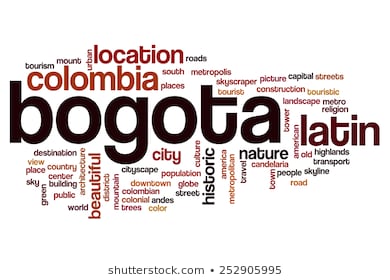 location
roads
tourism mount
urban
colombia
south metropolis
places
skyscraper picture capital streets
tourist construction touristic
landscape metro
religion
bogota
tower
american
latin
destination
view country
place center
sky green building
public
world
architecture
beautiful
district
mountains
city
cityscape
population
downtown globe
colombian street
colonial andes
trees color
culture
historic
nature
america
metropolitan
travel
candelaria
town people skyline
road
old highlands
transport
shutterstock.com • 252905995